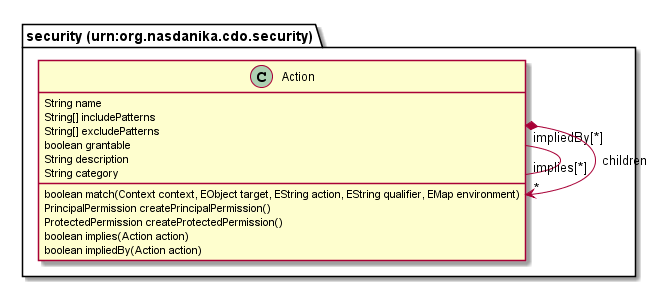 security (urn:org.nasdanika.cdo.security)
C Action
String name
String[] includePatterns
String[] excludePatterns
boolean grantable
String description
String category
boolean match(Context context, EObject target, EString action, EString qualifier, EMap environment)
PrincipalPermission createPrincipalPermission()
ProtectedPermission createProtectedPermission()
boolean implies(Action action)
boolean impliedBy(Action action)
impliedBy[*]
children
implies[*]
*